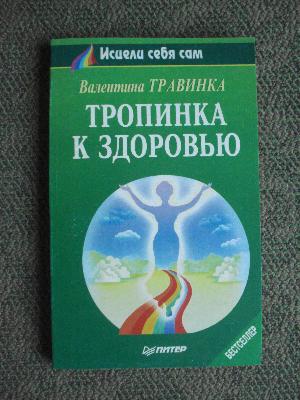 Исцели себя сам
Валентина ТРАВИНКА
ТРОПИНКА
К ЗДОРОВЬЮ
ПИТЕР
БЕСТСЕЛЛЕР